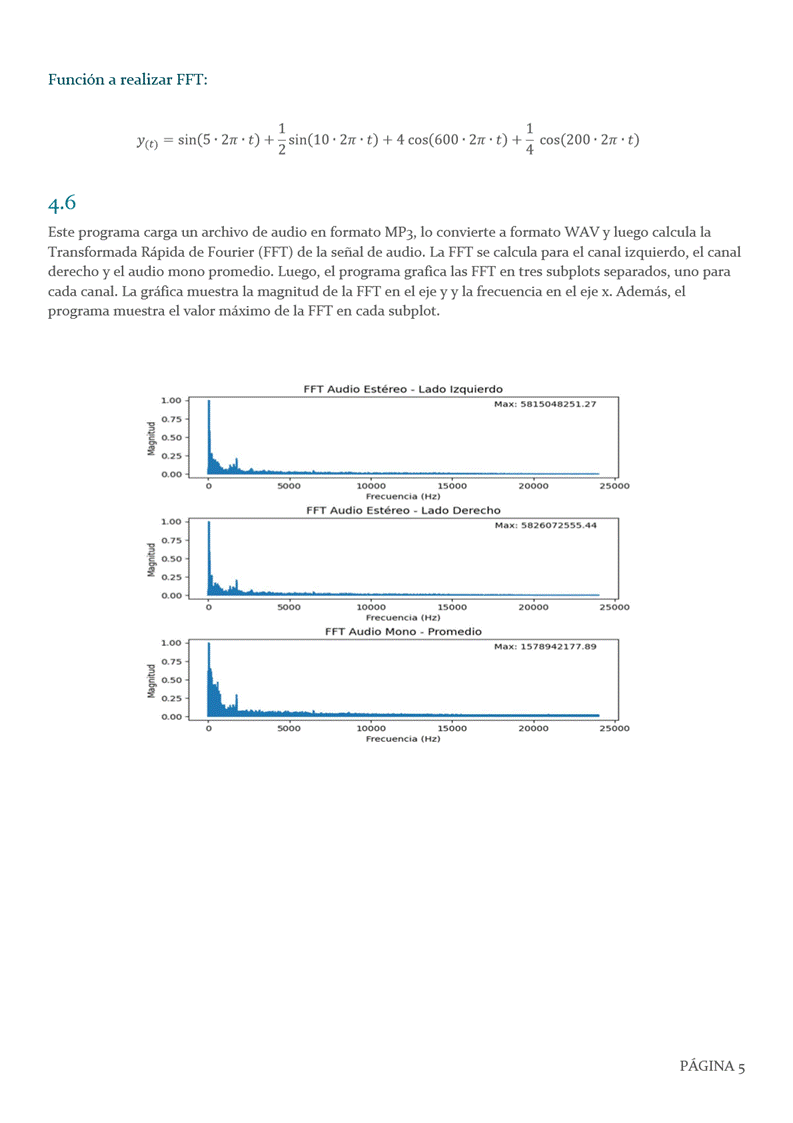 Función a realizar FFT:
y(t) = sin(5 · 2π · t) + 1/2 sin(10 · 2π · t) + 4 cos(600 · 2π · t) + 1/4 cos(200 · 2π · t)
4.6
Este programa carga un archivo de audio en formato MP3, lo convierte a formato WAV y luego calcula la
Transformada Rápida de Fourier (FFT) de la señal de audio. La FFT se calcula para el canal izquierdo, el canal
derecho y el audio mono promedio. Luego, el programa grafica las FFT en tres subplots separados, uno para
cada canal. La gráfica muestra la magnitud de la FFT en el eje y y la frecuencia en el eje x. Además, el
programa muestra el valor máximo de la FFT en cada subplot.
FFT Audio Estéreo - Lado Izquierdo
Max: 5815048251.27
Magnitud
1.00
0.75
0.50
0.25
0.00
0 5000 10000 15000 20000 25000
Frecuencia (Hz)
FFT Audio Estéreo - Lado Derecho
Max: 5826072555.44
Magnitud
1.00
0.75
0.50
0.25
0.00
0 5000 10000 15000 20000 25000
Frecuencia (Hz)
FFT Audio Mono - Promedio
Max: 1578942177.89
Magnitud
1.00
0.75
0.50
0.25
0.00
0 5000 10000 15000 20000 25000
Frecuencia (Hz)
PÁGINA 5